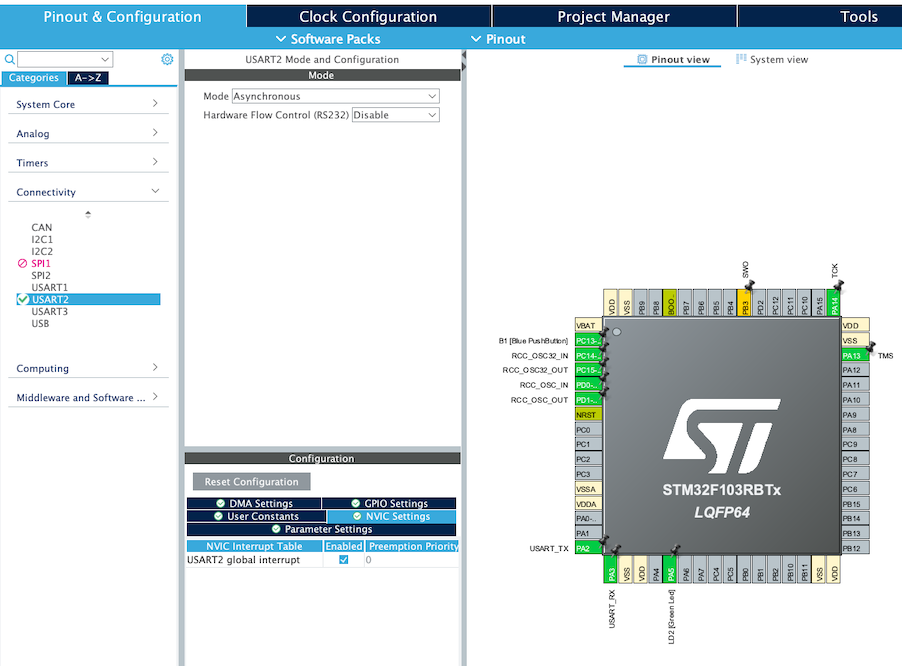 Pinout & Configuration
Clock Configuration
Project Manager
Tools
Software Packs
Pinout
Categories
A->Z
System Core
Analog
Timers
Connectivity
CAN
I2C1
I2C2
SPI1
SPI2
USART1
USART2
USART3
USB
Computing
Middleware and Software ...
USART2 Mode and Configuration
Mode
Mode Asynchronous
Hardware Flow Control (RS232) Disable
Configuration
Reset Configuration
DMA Settings
GPIO Settings
User Constants
NVIC Settings
Parameter Settings
NVIC Interrupt Table
Enabled
Preemption Priority
USART2 global interrupt
0
Pinout view
System view
SWO
TCK
VDD
VSS
PB9
PB8
BOO..
PB7
PB6
PB5
PB4
PB3
PD2
PC12
PC11
PC10
PA15
PA14
VBAT
B1 [Blue PushButton]
PC13-..
RCC_OSC32_IN
PC14-..
RCC_OSC32_OUT
PC15-..
RCC_OSC_IN
PD0-..
RCC_OSC_OUT
PD1-..
NRST
PC0
PC1
PC2
PC3
VSSA
VDDA
PA0-..
PA1
USART_TX
PA2
STM32F103RBTx
LQFP64
VDD
VSS
PA13
TMS
PA12
PA11
PA10
PA9
PA8
PC9
PC8
PC7
PC6
PB15
PB14
PB13
PB12
PA3
VSS
VDD
PA4
PA5
PA6
PA7
PC4
PC5
PB0
PB1
PB2
PB10
PB11
VSS
VDD
USART_RX
LD2 [Green Led]